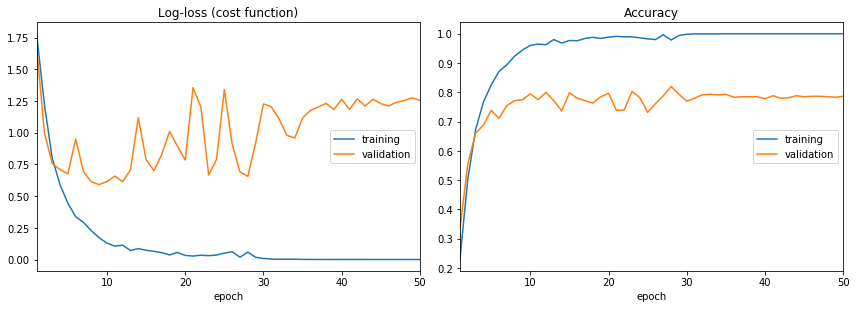 Log-loss (cost function)
1.75
1.50
1.25
1.00
0.75
0.50
0.25
0.00
training
validation
10 20 30 40 50
epoch
Accuracy
1.0
0.9
0.8
0.7
0.6
0.5
0.4
0.3
0.2
training
validation
10 20 30 40 50
epoch